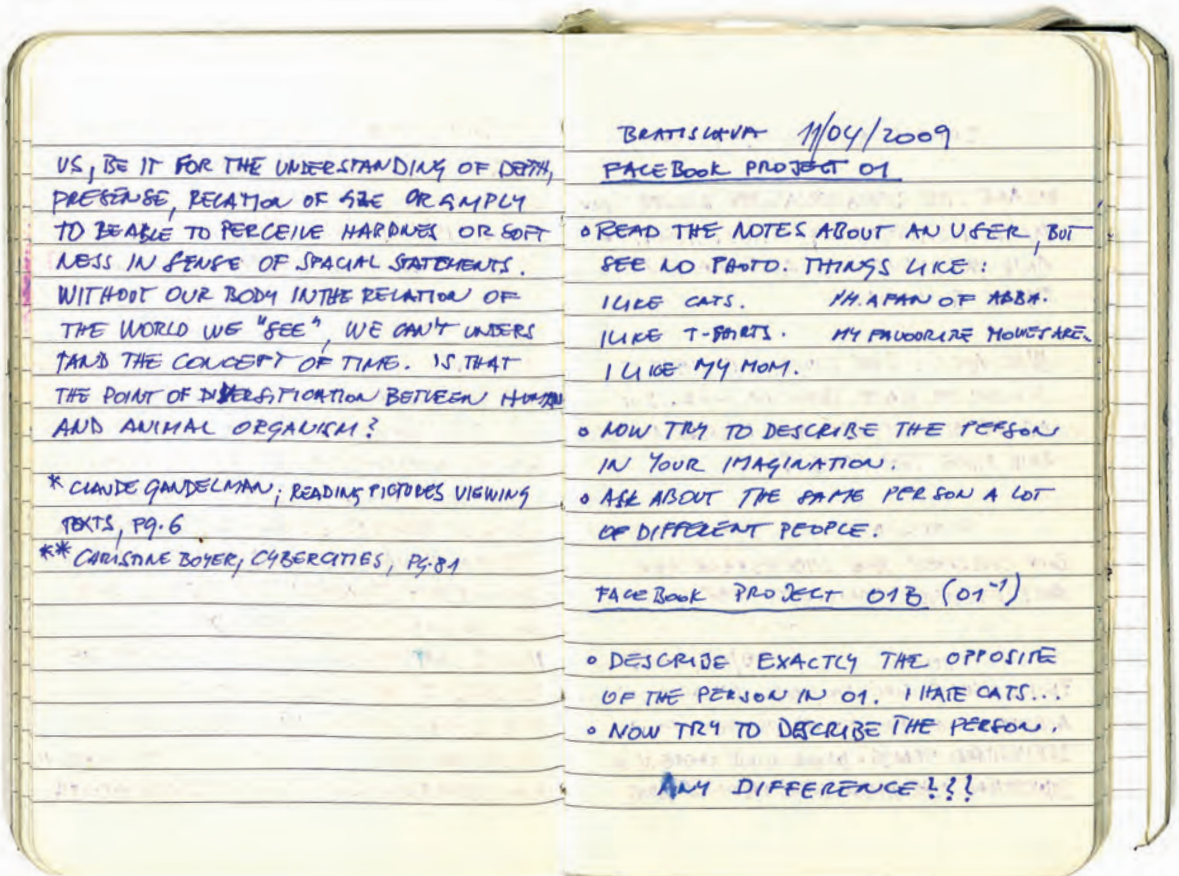 US, BE IT FOR THE UNDERSTANDING OF DEPTH,
PRESENSE, RELATION OF SIZE OR SIMPLY
TO BE ABLE TO PERCEIVE HARDNES OR SOFT
NESS IN SENSE OF SPACIAL STATEMENTS.
WITHOUT OUR BODY IN THE RELATION OF
THE WORLD WE "SEE", WE CAN'T UNDERS
TAND THE CONCEPT OF TIME. IS THAT
THE POINT OF DIVERSIFICATION BETWEEN HUMAN
AND ANIMAL ORGANISM?
* CLAUDE GANDELMAN; READING PICTURES VIEWING
TEXTS, PG. 6
** CHRISTINE BOYER, CYBERCITIES, PG. 81
BRATISLAVA 11/04/2009
FACEBOOK PROJECT 01
• READ THE NOTES ABOUT AN USER, BUT
SEE NO PHOTO. THINGS LIKE:
I LIKE CATS. I'M A FAN OF ABBA.
I LIKE T-SHIRTS. MY FAVOORITE MOVIES ARE..
I LIKE MY MOM.
• NOW TRY TO DESCRIBE THE PERSON
IN YOUR IMAGINATION.
• ASK ABOUT THE SAME PERSON A LOT
OF DIFFERENT PEOPLE.
FACEBOOK PROJECT 01B (01⁻¹)
• DESCRIBE EXACTLY THE OPPOSITE
OF THE PERSON IN 01. I HATE CATS...
• NOW TRY TO DESCRIBE THE PERSON.
ANY DIFFERENCE???